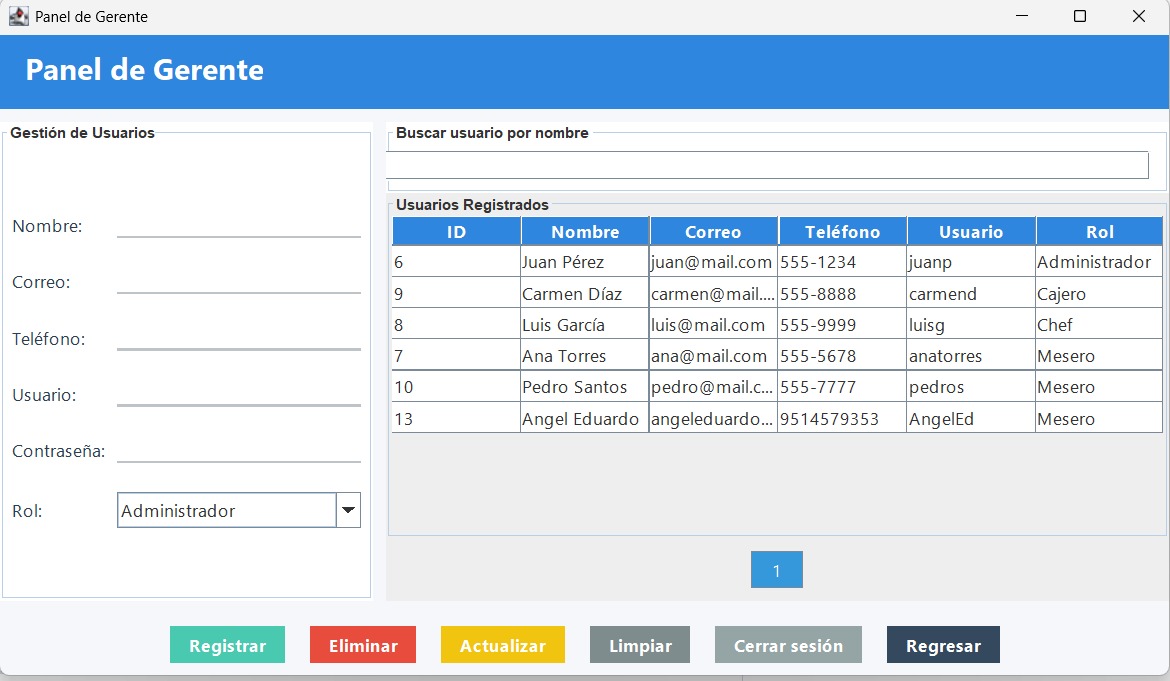 Panel de Gerente
Panel de Gerente
Gestión de Usuarios
Nombre:
Correo:
Teléfono:
Usuario:
Contraseña:
Rol: Administrador
Buscar usuario por nombre
Usuarios Registrados
ID Nombre Correo Teléfono Usuario Rol
6 Juan Pérez juan@mail.com 555-1234 juanp Administrador
9 Carmen Díaz carmen@mail.... 555-8888 carmend Cajero
8 Luis García luis@mail.com 555-9999 luisg Chef
7 Ana Torres ana@mail.com 555-5678 anatorres Mesero
10 Pedro Santos pedro@mail.c... 555-7777 pedros Mesero
13 Angel Eduardo angeleduardo... 9514579353 AngelEd Mesero
1
Registrar Eliminar Actualizar Limpiar Cerrar sesión Regresar